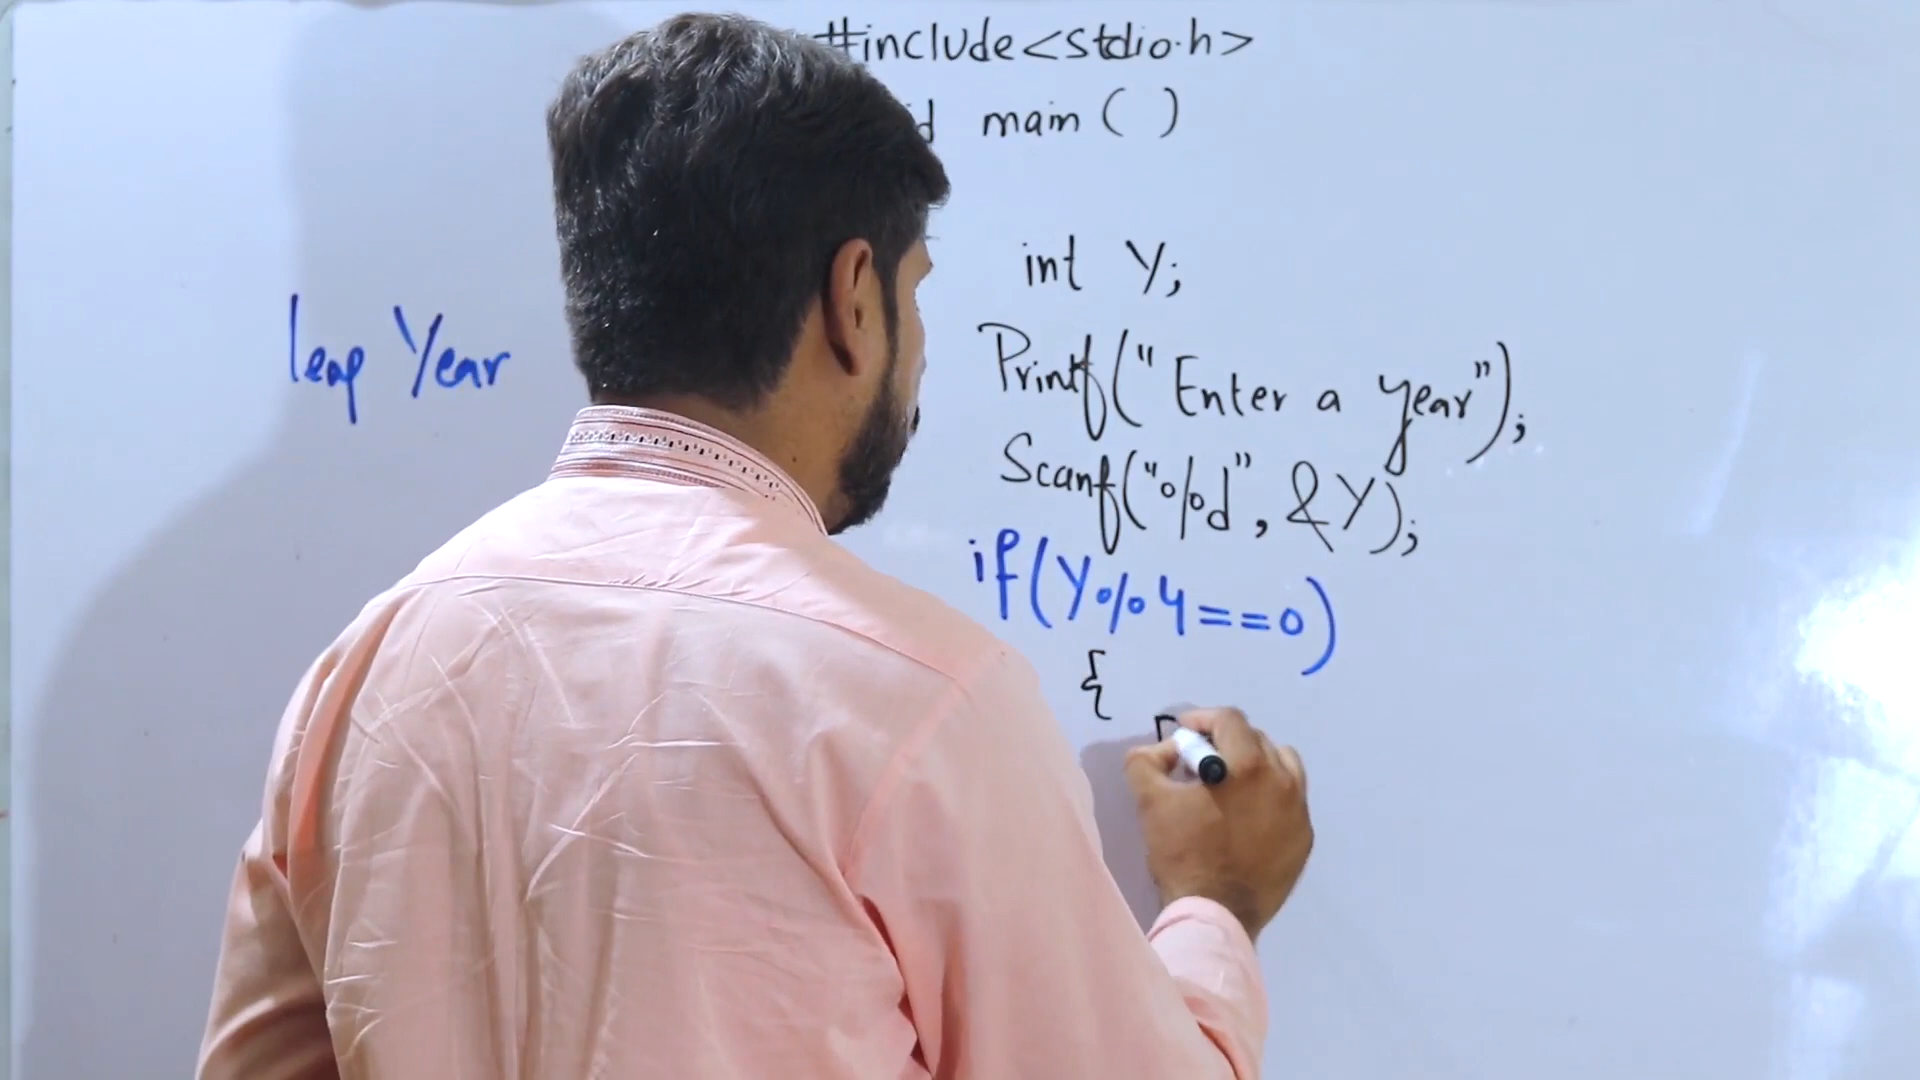 #include<stdio.h>
main ( )
int Y;
Printf("Enter a year");
Scanf("%d", &Y);
if(Y%4==0)
{
leap Year